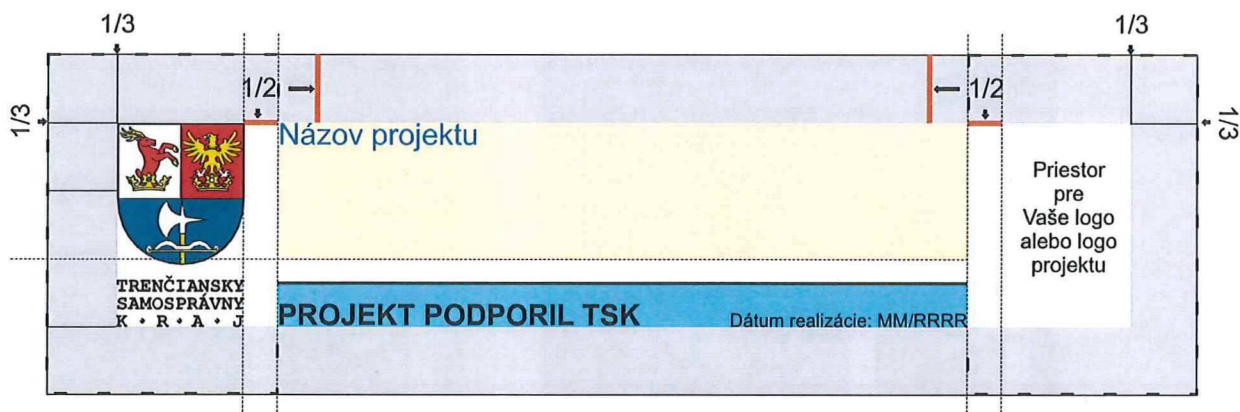 1/3
1/3
1/2
1/2
1/3
1/3
Názov projektu
Priestor
pre
Vaše logo
alebo logo
projektu
TRENČIANSKY
SAMOSPRÁVNY
K · R · A · J
PROJEKT PODPORIL TSK
Dátum realizácie: MM/RRRR